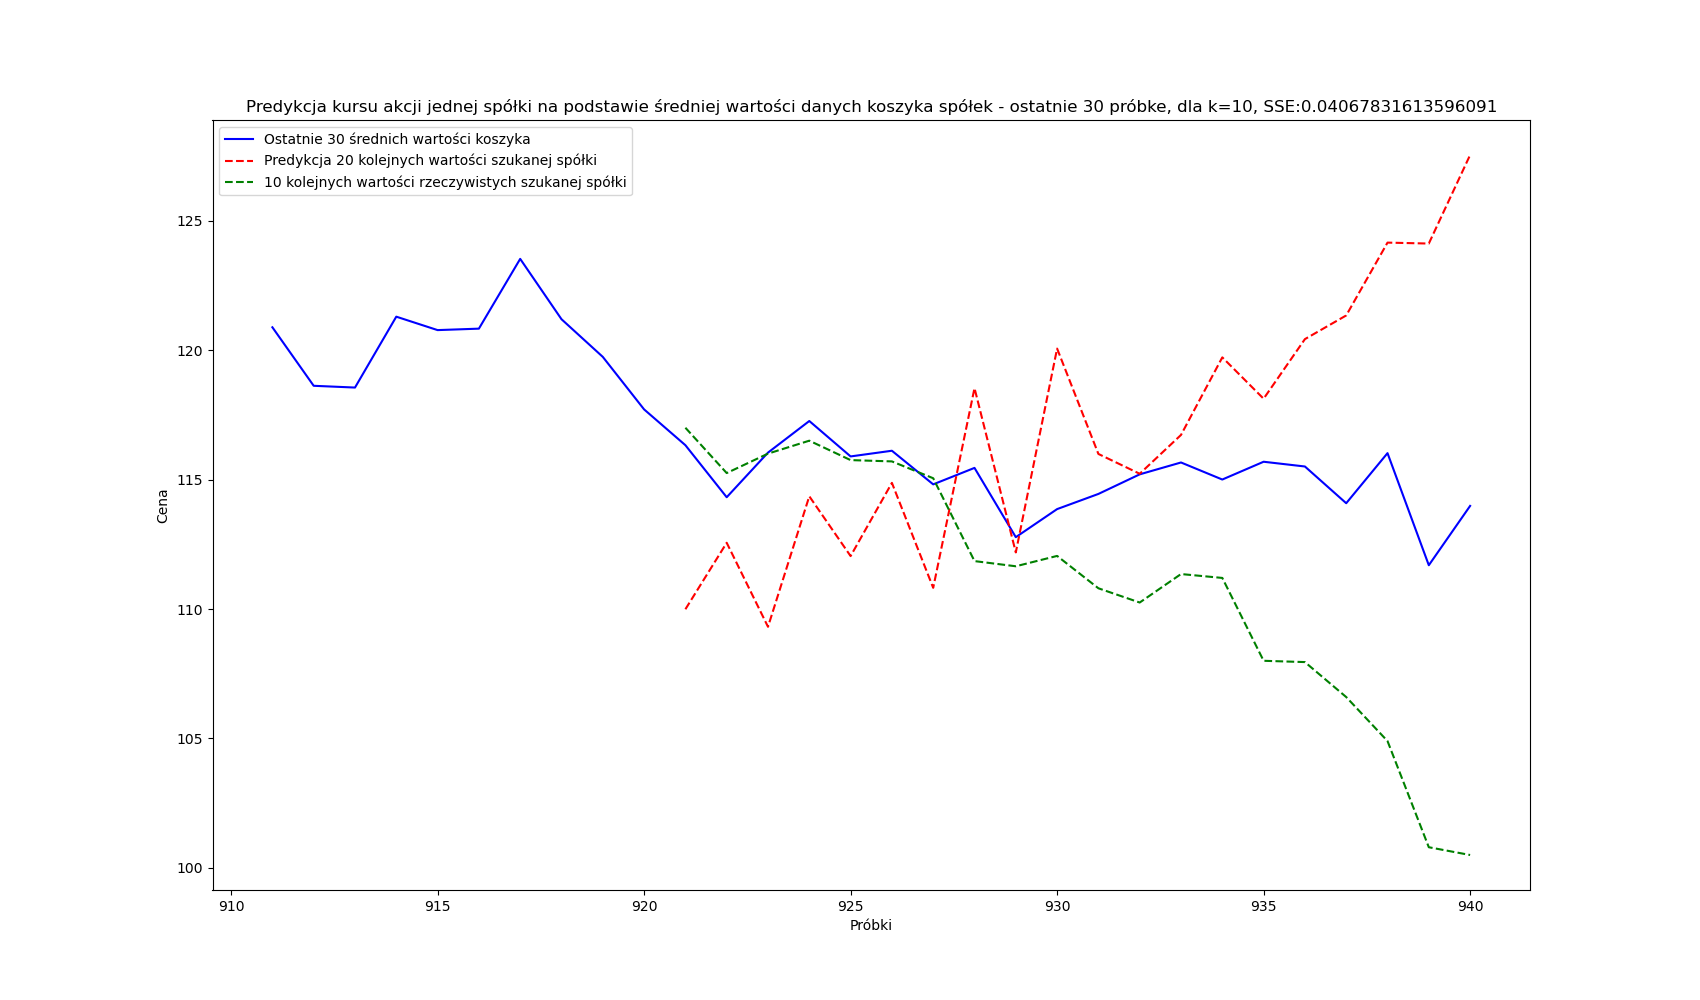 Predykcja kursu akcji jednej spółki na podstawie średniej wartości danych koszyka spółek - ostatnie 30 próbke, dla k=10, SSE:0.04067831613596091
Ostatnie 30 średnich wartości koszyka
Predykcja 20 kolejnych wartości szukanej spółki
10 kolejnych wartości rzeczywistych szukanej spółki
125
120
115
110
105
100
Cena
910 915 920 925 930 935 940
Próbki